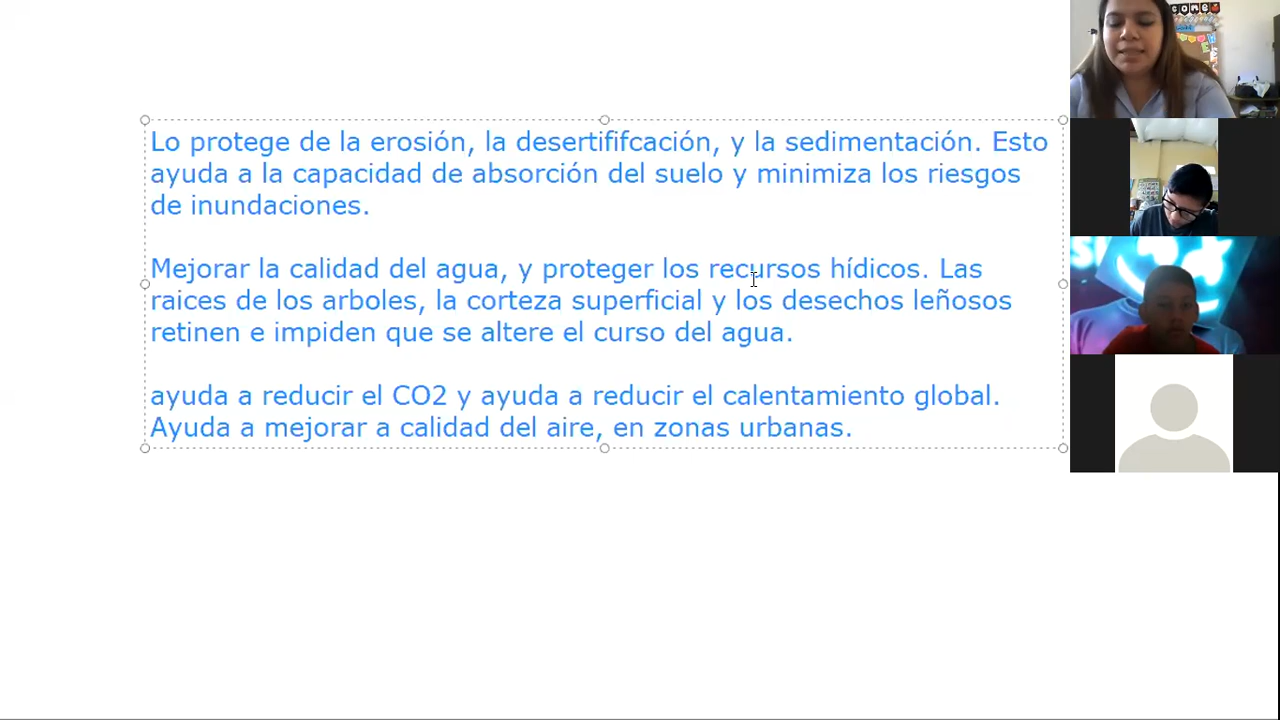 come
Lo protege de la erosión, la desertififcación, y la sedimentación. Esto
ayuda a la capacidad de absorción del suelo y minimiza los riesgos
de inundaciones.
Mejorar la calidad del agua, y proteger los recursos hídicos. Las
raices de los arboles, la corteza superficial y los desechos leñosos
retinen e impiden que se altere el curso del agua.
ayuda a reducir el CO2 y ayuda a reducir el calentamiento global.
Ayuda a mejorar a calidad del aire, en zonas urbanas.